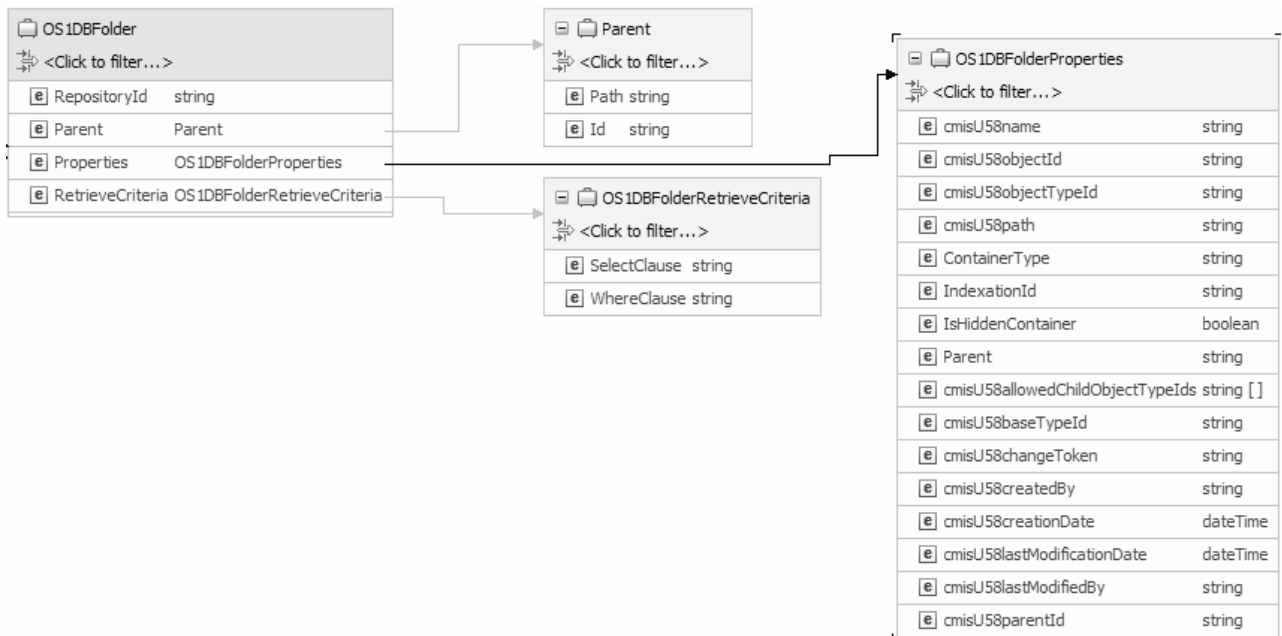 OS1DBFolder
<Click to filter...>
e RepositoryId string
e Parent Parent
e Properties OS1DBFolderProperties
e RetrieveCriteria OS1DBFolderRetrieveCriteria
Parent
<Click to filter...>
e Path string
e Id string
OS1DBFolderRetrieveCriteria
<Click to filter...>
e SelectClause string
e WhereClause string
OS1DBFolderProperties
<Click to filter...>
e cmisU58name string
e cmisU58objectId string
e cmisU58objectTypeId string
e cmisU58path string
e ContainerType string
e IndexationId string
e IsHiddenContainer boolean
e Parent string
e cmisU58allowedChildObjectTypeIds string []
e cmisU58baseTypeId string
e cmisU58changeToken string
e cmisU58createdBy string
e cmisU58creationDate dateTime
e cmisU58lastModificationDate dateTime
e cmisU58lastModifiedBy string
e cmisU58parentId string